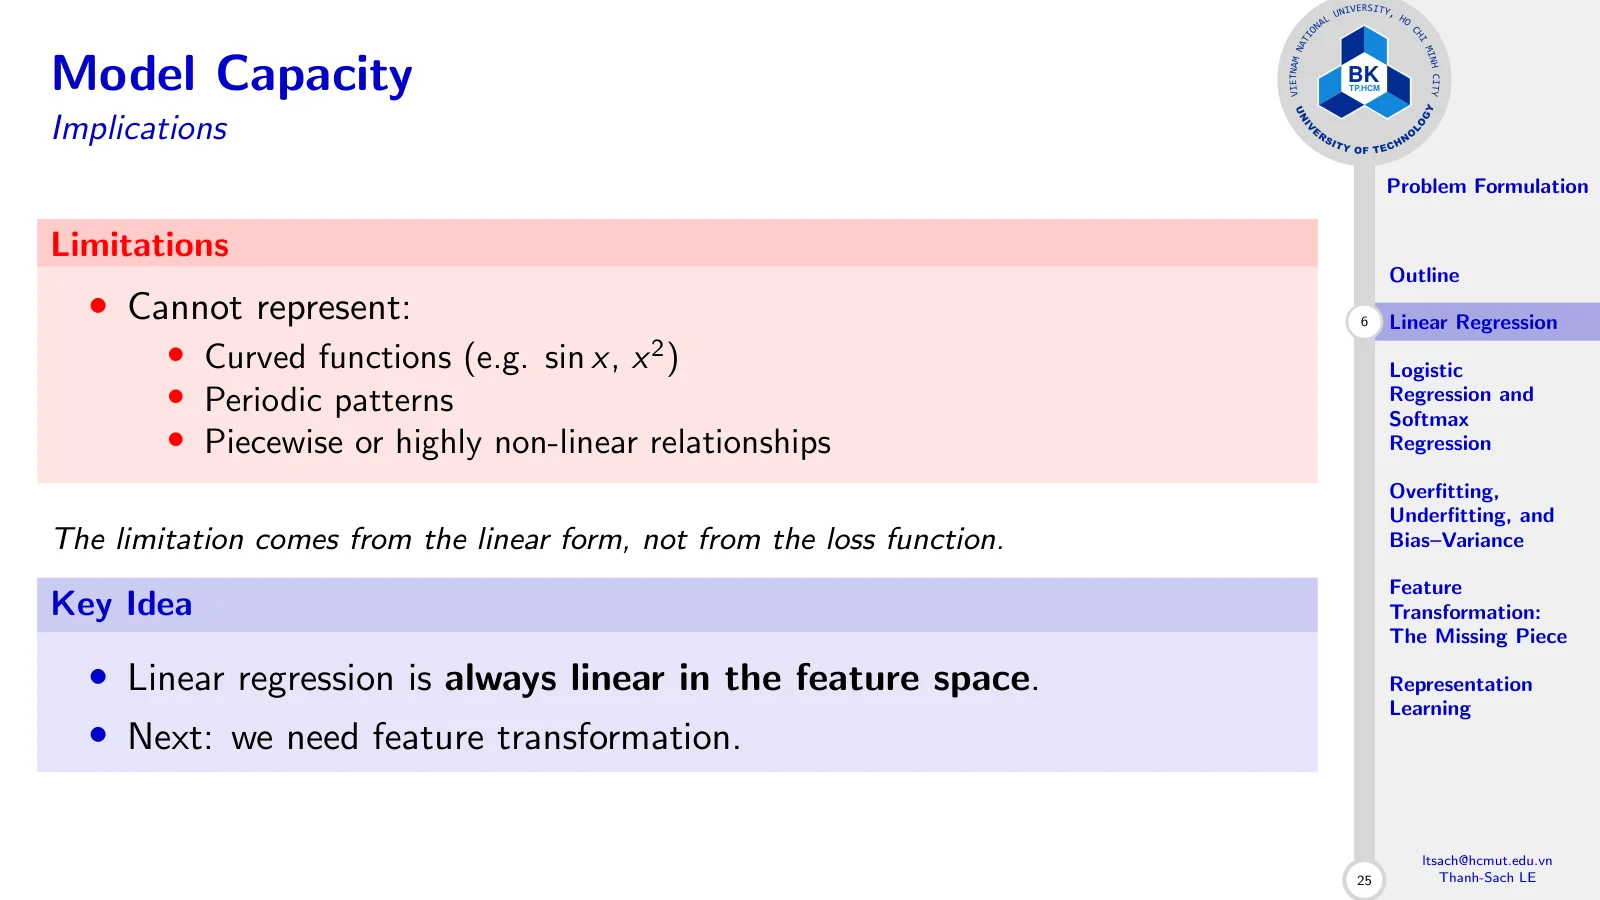 Model Capacity
Implications
Limitations
• Cannot represent:
• Curved functions (e.g. sin x, x²)
• Periodic patterns
• Piecewise or highly non-linear relationships
The limitation comes from the linear form, not from the loss function.
Key Idea
• Linear regression is always linear in the feature space.
• Next: we need feature transformation.
VIETNAM NATIONAL UNIVERSITY, HO CHI MINH CITY
BK
TP.HCM
UNIVERSITY OF TECHNOLOGY
Problem Formulation
Outline
6
Linear Regression
Logistic
Regression and
Softmax
Regression
Overfitting,
Underfitting, and
Bias–Variance
Feature
Transformation:
The Missing Piece
Representation
Learning
ltsach@hcmut.edu.vn
Thanh-Sach LE
25